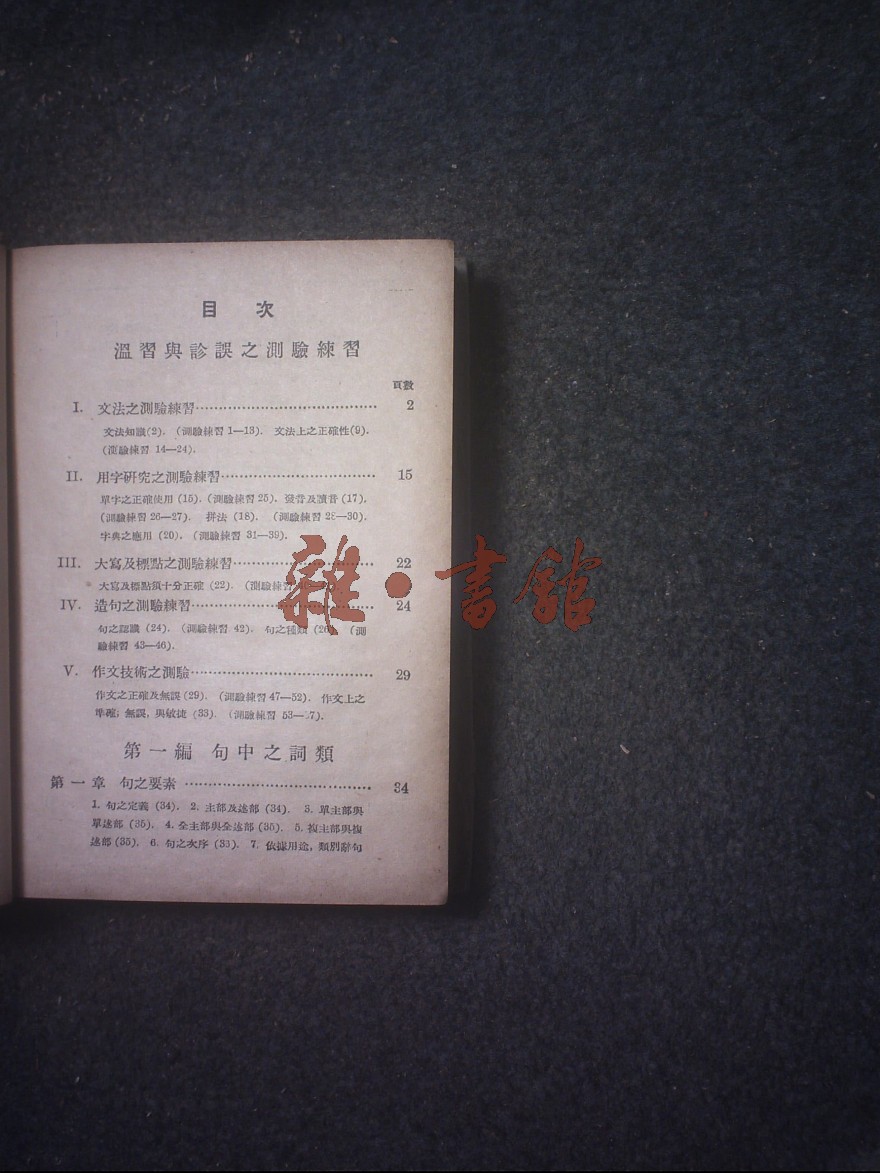 目 次
溫習與診誤之測驗練習
頁數
I. 文法之測驗練習 2
文法知識(2). (測驗練習 1—13). 文法上之正確性(9).
(測驗練習 14—24).
II. 用字研究之測驗練習 15
單字之正確使用 (15). (測驗練習 25). 發音及讀音 (17).
(測驗練習 26—27). 拼法 (18). (測驗練習 28—30).
字典之應用 (20). (測驗練習 31—39).
III. 大寫及標點之測驗練習 22
大寫及標點須十分正確 (22). (測驗練習
IV. 造句之測驗練習 24
句之認識 (24). (測驗練習 42). 句之種類 (26). (測
驗練習 43—46).
V. 作文技術之測驗 29
作文之正確及無誤 (29). (測驗練習 47—52). 作文上之
準確; 無誤, 與敏捷 (33). (測驗練習 53—57).
第一編 句中之詞類
第一章 句之要素 34
1. 句之定義 (34). 2. 主部及述部 (34). 3. 單主部與
單述部 (35). 4. 全主部與全述部 (35). 5. 複主部與複
述部 (35). 6. 句之次序 (35). 7. 依據用途, 類別辭句
雜·書館